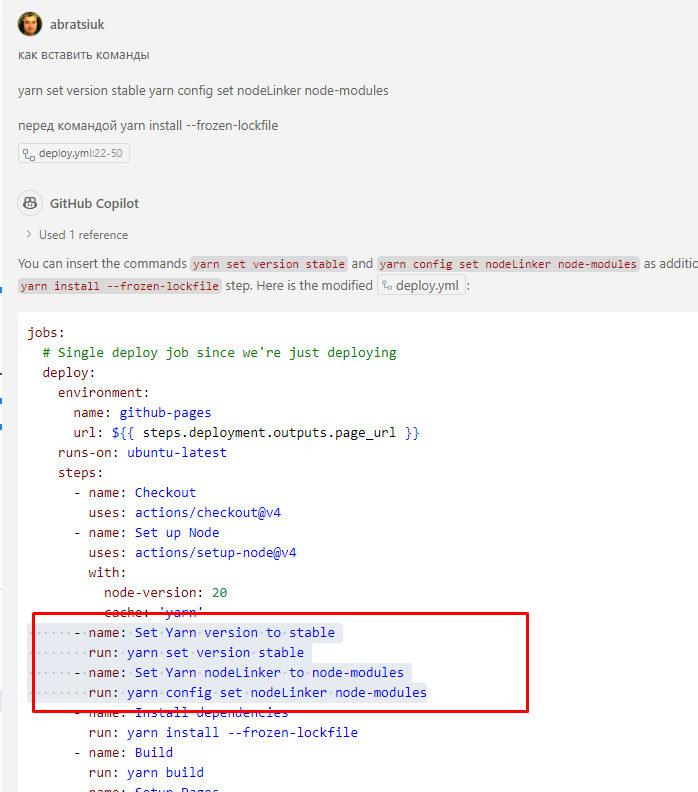 abratsiuk
как вставить команды
yarn set version stable yarn config set nodeLinker node-modules
перед командой yarn install --frozen-lockfile
deploy.yml:22-50
GitHub Copilot
Used 1 reference
You can insert the commands yarn set version stable and yarn config set nodeLinker node-modules as additio
yarn install --frozen-lockfile step. Here is the modified deploy.yml :
jobs:
# Single deploy job since we're just deploying
deploy:
environment:
name: github-pages
url: ${{ steps.deployment.outputs.page_url }}
runs-on: ubuntu-latest
steps:
- name: Checkout
uses: actions/checkout@v4
- name: Set up Node
uses: actions/setup-node@v4
with:
node-version: 20
cache: 'yarn'
- name: Set Yarn version to stable
run: yarn set version stable
- name: Set Yarn nodeLinker to node-modules
run: yarn config set nodeLinker node-modules
- name: Install dependencies
run: yarn install --frozen-lockfile
- name: Build
run: yarn build
name: Setup Pages